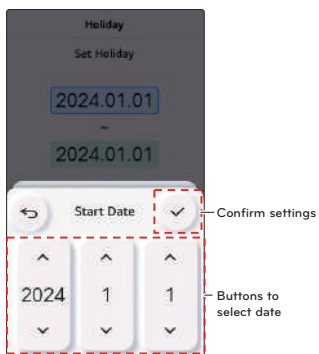 Holiday
Set Holiday
2024.01.01
–
2024.01.01
Start Date
Confirm settings
2024 1 1
Buttons to
select date